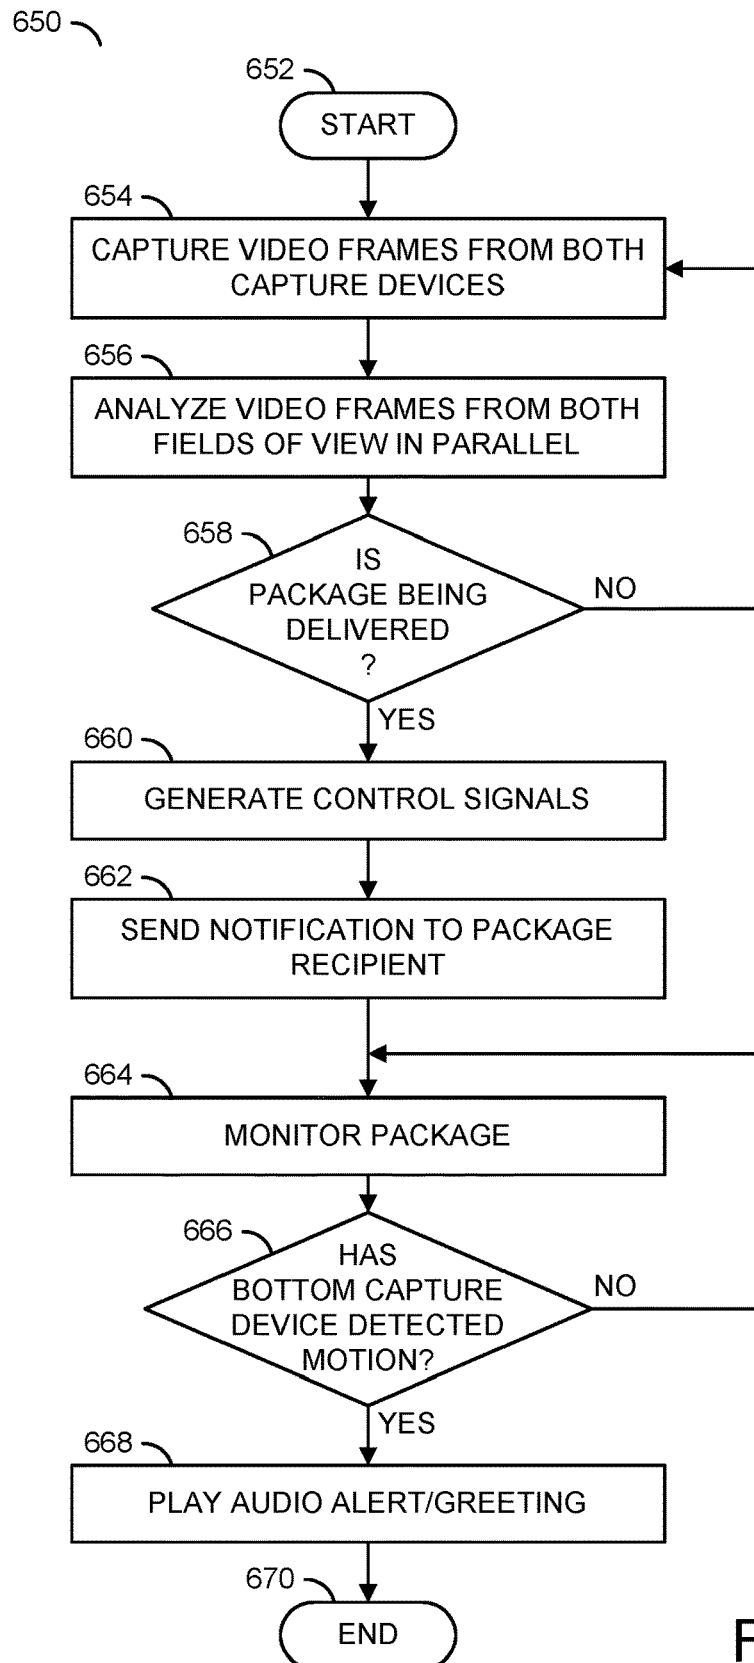 650
652
START
654
CAPTURE VIDEO FRAMES FROM BOTH
CAPTURE DEVICES
656
ANALYZE VIDEO FRAMES FROM BOTH
FIELDS OF VIEW IN PARALLEL
658
IS
PACKAGE BEING
DELIVERED
?
NO
YES
660
GENERATE CONTROL SIGNALS
662
SEND NOTIFICATION TO PACKAGE
RECIPIENT
664
MONITOR PACKAGE
666
HAS
BOTTOM CAPTURE
DEVICE DETECTED
MOTION?
NO
YES
668
PLAY AUDIO ALERT/GREETING
670
END